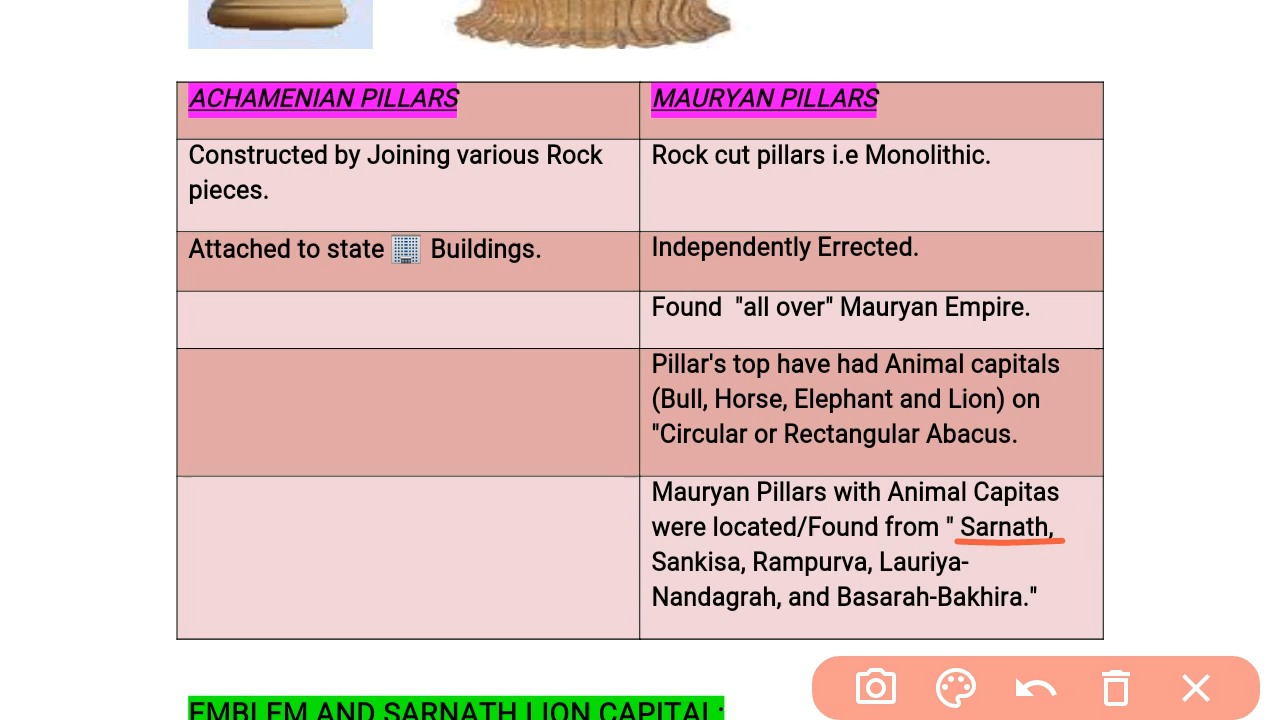 ACHAMENIAN PILLARS
MAURYAN PILLARS
Constructed by Joining various Rock
pieces.
Rock cut pillars i.e Monolithic.
Attached to state 🏢 Buildings.
Independently Errected.
Found "all over" Mauryan Empire.
Pillar's top have had Animal capitals
(Bull, Horse, Elephant and Lion) on
"Circular or Rectangular Abacus.
Mauryan Pillars with Animal Capitas
were located/Found from " Sarnath,
Sankisa, Rampurva, Lauriya-
Nandagrah, and Basarah-Bakhira."
EMBLEM AND SARNATH LION CAPITAL: